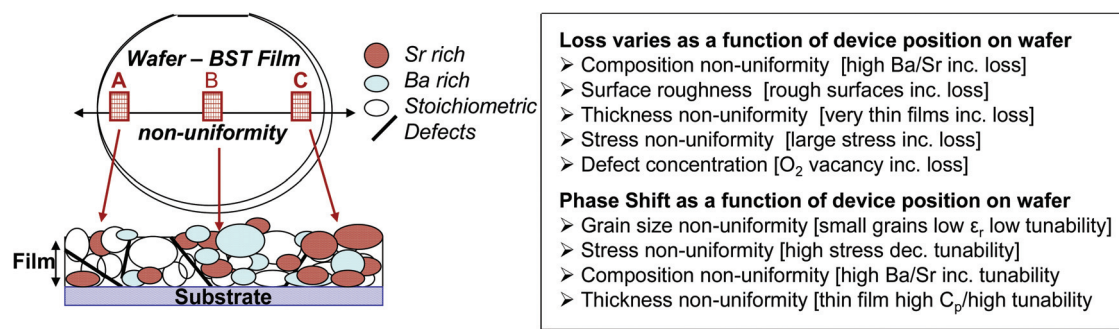 Wafer – BST Film
A B C
non-uniformity
Sr rich
Ba rich
Stoichiometric
Defects
Film
Substrate
Loss varies as a function of device position on wafer
➢ Composition non-uniformity [high Ba/Sr inc. loss]
➢ Surface roughness [rough surfaces inc. loss]
➢ Thickness non-uniformity [very thin films inc. loss]
➢ Stress non-uniformity [large stress inc. loss]
➢ Defect concentration [O₂ vacancy inc. loss]
Phase Shift as a function of device position on wafer
➢ Grain size non-uniformity [small grains low εᵣ low tunability]
➢ Stress non-uniformity [high stress dec. tunability]
➢ Composition non-uniformity [high Ba/Sr inc. tunability
➢ Thickness non-uniformity [thin film high Cₚ/high tunability